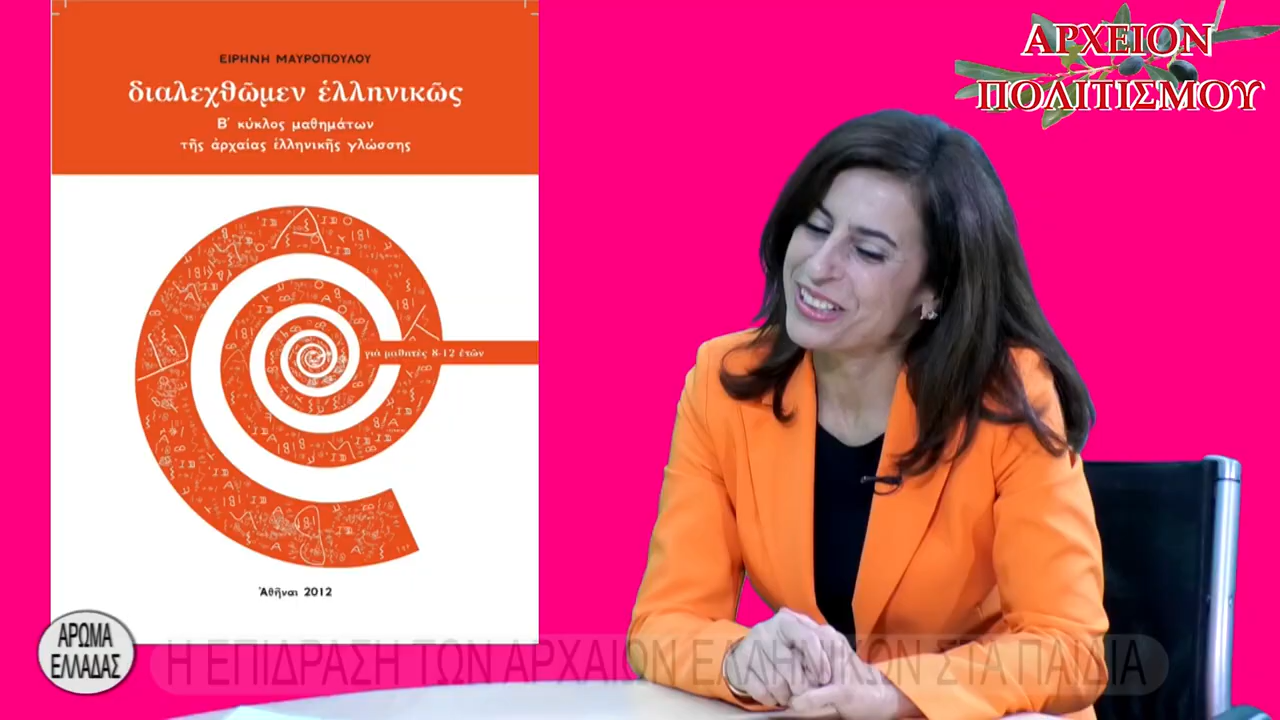 ΕΙΡΗΝΗ ΜΑΥΡΟΠΟΥΛΟΥ
διαλεχθῶμεν ἑλληνικῶς
Β΄ κύκλος μαθημάτων
τῆς ἀρχαίας ἑλληνικῆς γλώσσης
γιὰ μαθητές 8-12 ἐτῶν
Ἀθῆναι 2012
ΑΡΧΕΙΟΝ
ΠΟΛΙΤΙΣΜΟΥ
ΑΡΩΜΑ
ΕΛΛΑΔΑΣ
Η ΕΠΙΔΡΑΣΗ ΤΩΝ ΑΡΧΑΙΩΝ ΕΛΛΗΝΙΚΩΝ ΣΤΑ ΠΑΙΔΙΑ